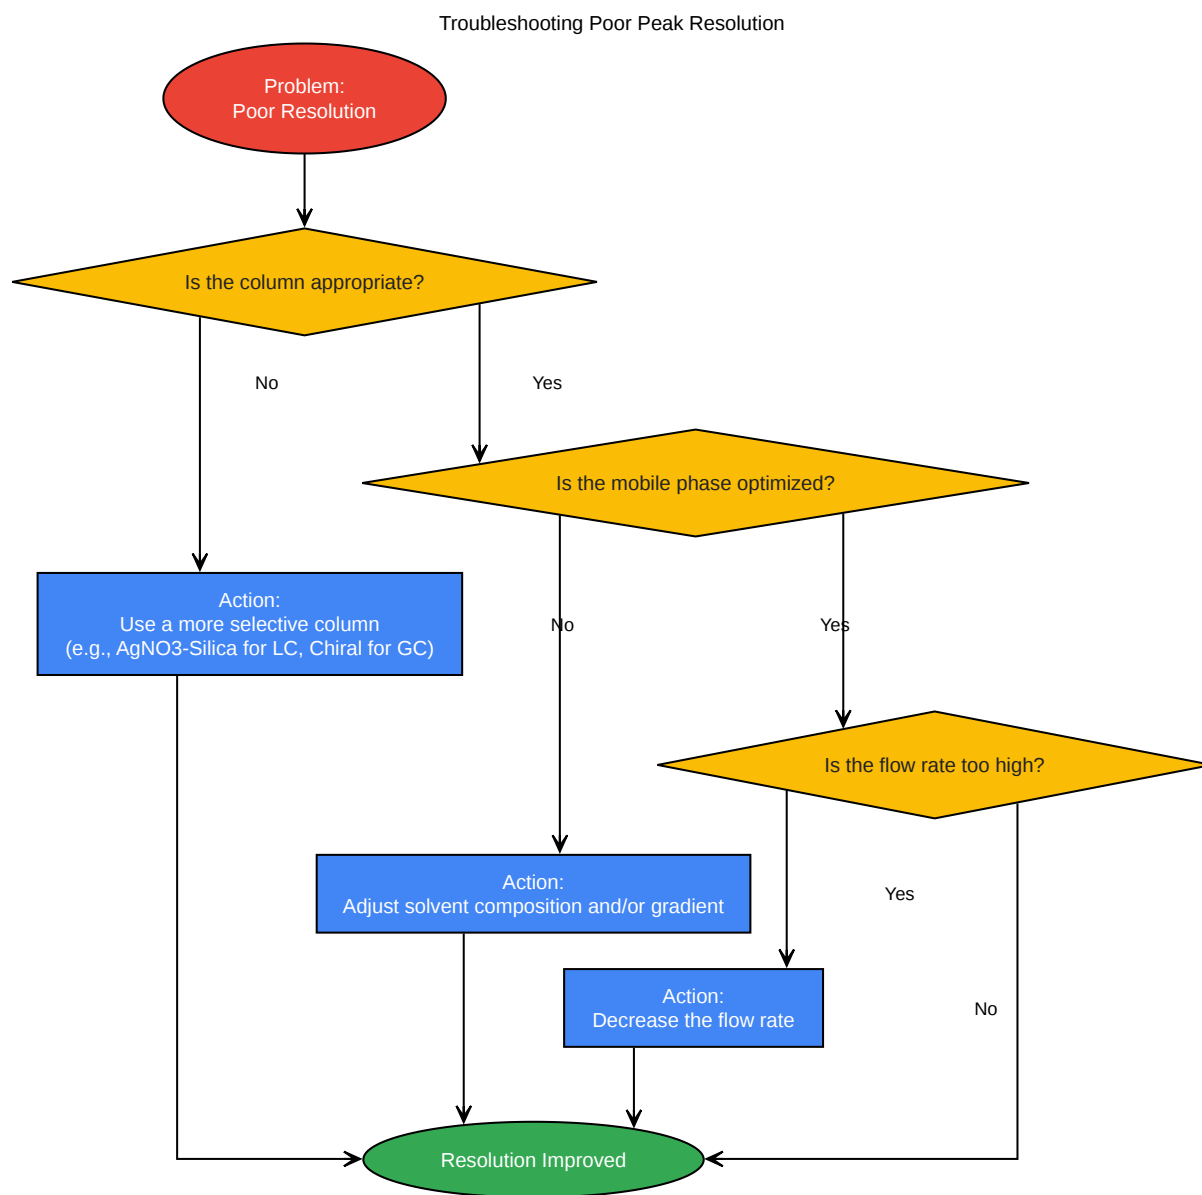 Troubleshooting Poor Peak Resolution
Problem:
Poor Resolution
Is the column appropriate?
No
Yes
Is the mobile phase optimized?
Action:
Use a more selective column
(e.g., AgNO3-Silica for LC, Chiral for GC)
No
Yes
Is the flow rate too high?
Action:
Adjust solvent composition and/or gradient
Yes
Action:
Decrease the flow rate
No
Resolution Improved